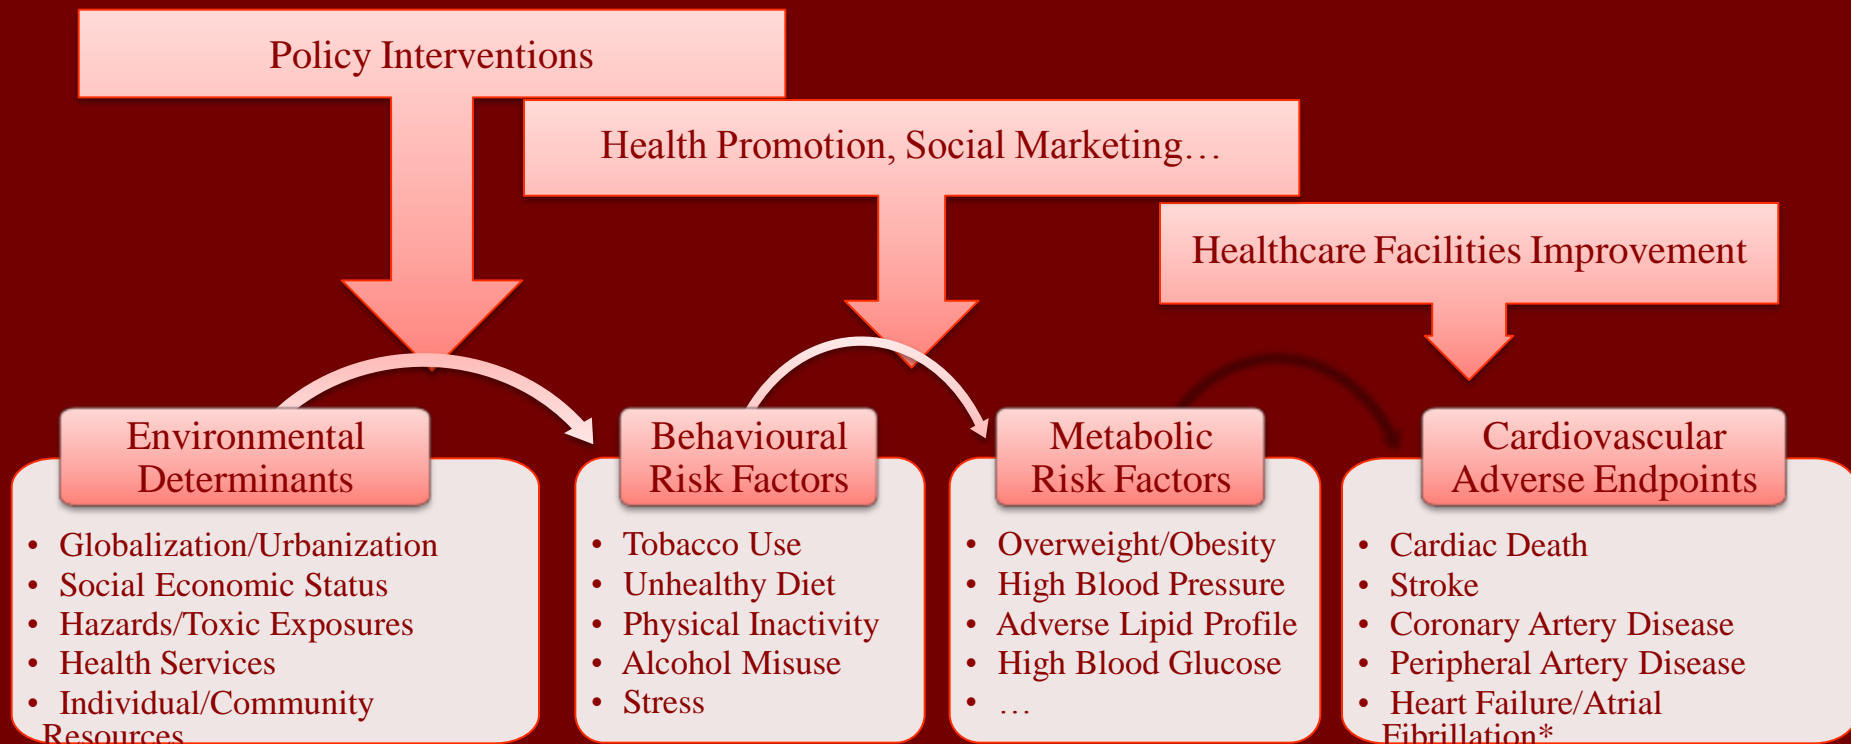 Policy Interventions
Health Promotion, Social Marketing…
Healthcare Facilities Improvement
Environmental
Determinants
• Globalization/Urbanization
• Social Economic Status
• Hazards/Toxic Exposures
• Health Services
• Individual/Community
Resources
Behavioural
Risk Factors
• Tobacco Use
• Unhealthy Diet
• Physical Inactivity
• Alcohol Misuse
• Stress
Metabolic
Risk Factors
• Overweight/Obesity
• High Blood Pressure
• Adverse Lipid Profile
• High Blood Glucose
• …
Cardiovascular
Adverse Endpoints
• Cardiac Death
• Stroke
• Coronary Artery Disease
• Peripheral Artery Disease
• Heart Failure/Atrial
Fibrillation*